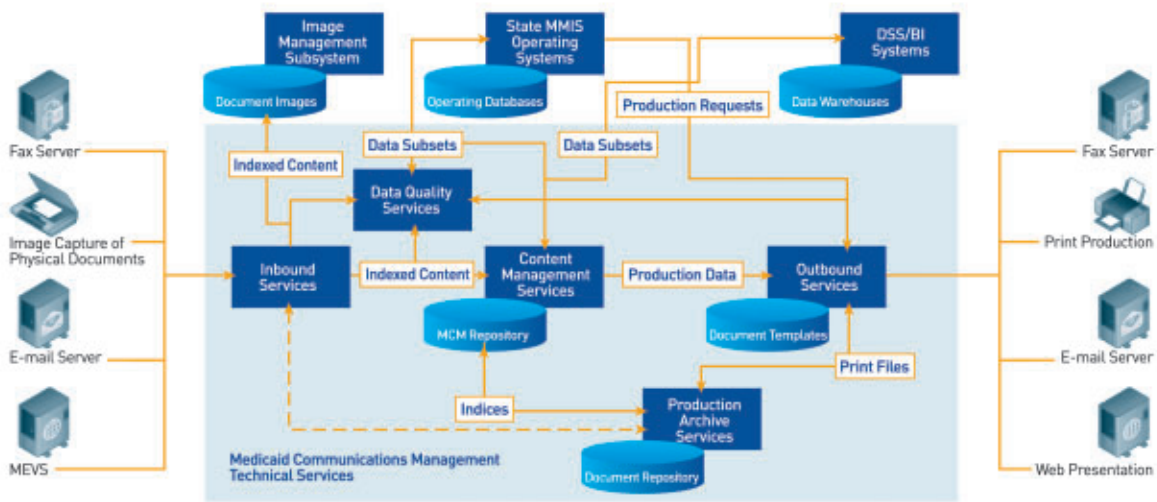 Image
Management
Subsystem
Document Images
State MMIS
Operating
Systems
Operating Databases
DSS/BI
Systems
Data Warehouses
Production Requests
Fax Server
Image Capture of
Physical Documents
E-mail Server
MEVS
Indexed Content
Data Subsets
Data Subsets
Data Quality
Services
Inbound
Services
Indexed Content
Content
Management
Services
MCM Repository
Production Data
Outbound
Services
Document Templates
Print Files
Indices
Production
Archive
Services
Document Repository
Medicaid Communications Management
Technical Services
Fax Server
Print Production
E-mail Server
Web Presentation